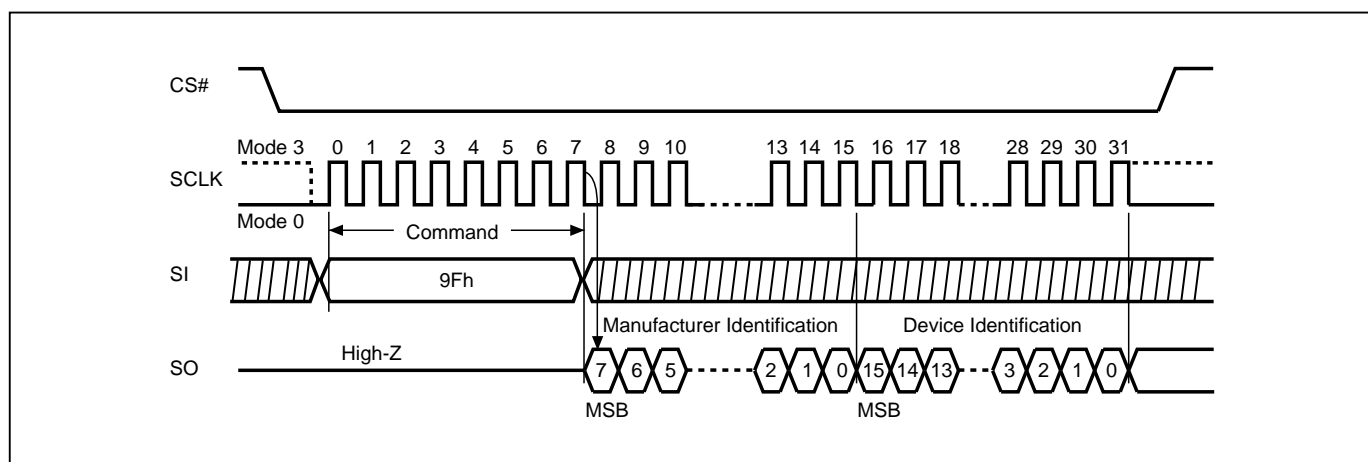 CS#
Mode 3 0 1 2 3 4 5 6 7 8 9 10 13 14 15 16 17 18 28 29 30 31
SCLK
Mode 0
Command
SI
9Fh
Manufacturer Identification Device Identification
High-Z
SO
7 6 5 2 1 0 15 14 13 3 2 1 0
MSB MSB